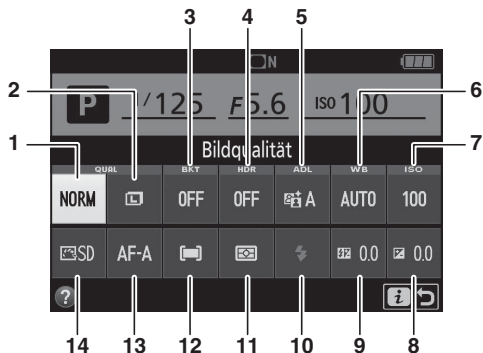 3 4 5
N
2
6
P 1/125 F5.6 ISO 100
7
1
Bildqualität
QUAL BKT HDR ADL WB ISO
NORM L OFF OFF A AUTO 100
SD AF-A 0.0 0.0
? i
14 13 12 11 10 9 8